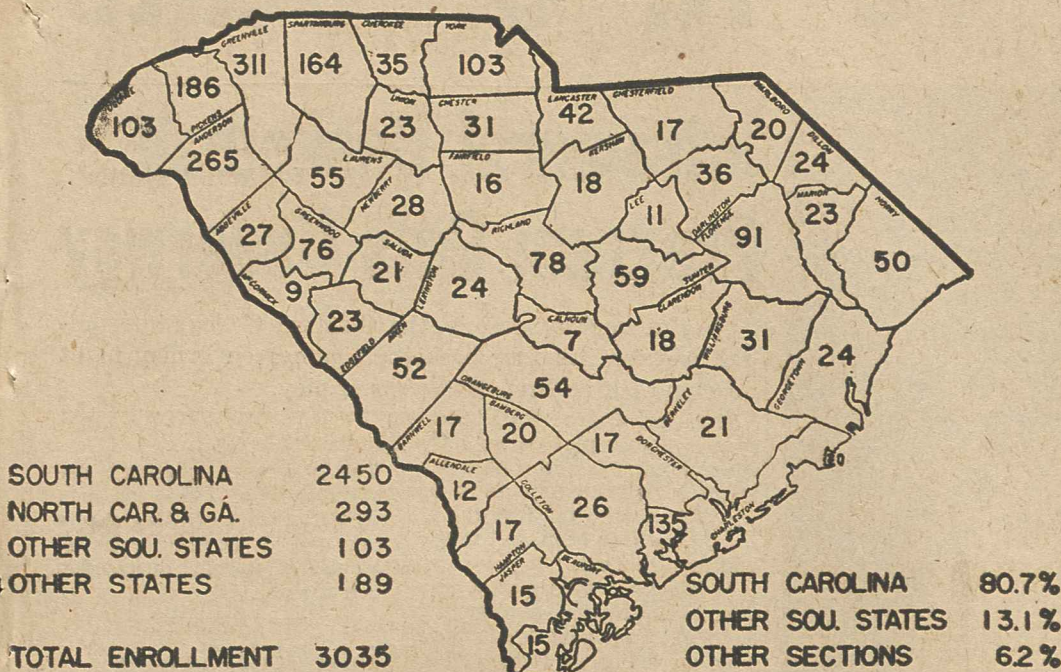 GREENVILLE
SPARTANBURG
CHEROKEE
YORK
311
164
35
103
186
PICKENS
ANDERSON
103
265
UNION
23
CHESTER
31
LANCASTER
42
CHESTERFIELD
17
MARLBORO
20
DILLON
24
LAURENS
55
NEWBERRY
28
FAIRFIELD
16
KERSHAW
18
36
LEE
11
DARLINGTON
FLORENCE
91
MARION
23
HORRY
50
ABBEVILLE
27
GREENWOOD
76
SALUDA
21
LEXINGTON
24
RICHLAND
78
59
SUMTER
CLARENDON
18
WILLIAMSBURG
31
GEORGETOWN
24
McCORMICK
9
23
EDGEFIELD
AIKEN
52
CALHOUN
7
ORANGEBURG
54
BARNWELL
17
BAMBERG
20
17
DORCHESTER
BERKELEY
21
ALLENDALE
12
COLLETON
26
135
CHARLESTON
17
HAMPTON
JASPER
15
BEAUFORT
15
SOUTH CAROLINA 2450
NORTH CAR. & GA. 293
OTHER SOU. STATES 103
OTHER STATES 189
TOTAL ENROLLMENT 3035
SOUTH CAROLINA 80.7%
OTHER SOU. STATES 13.1%
OTHER SECTIONS 6.2%